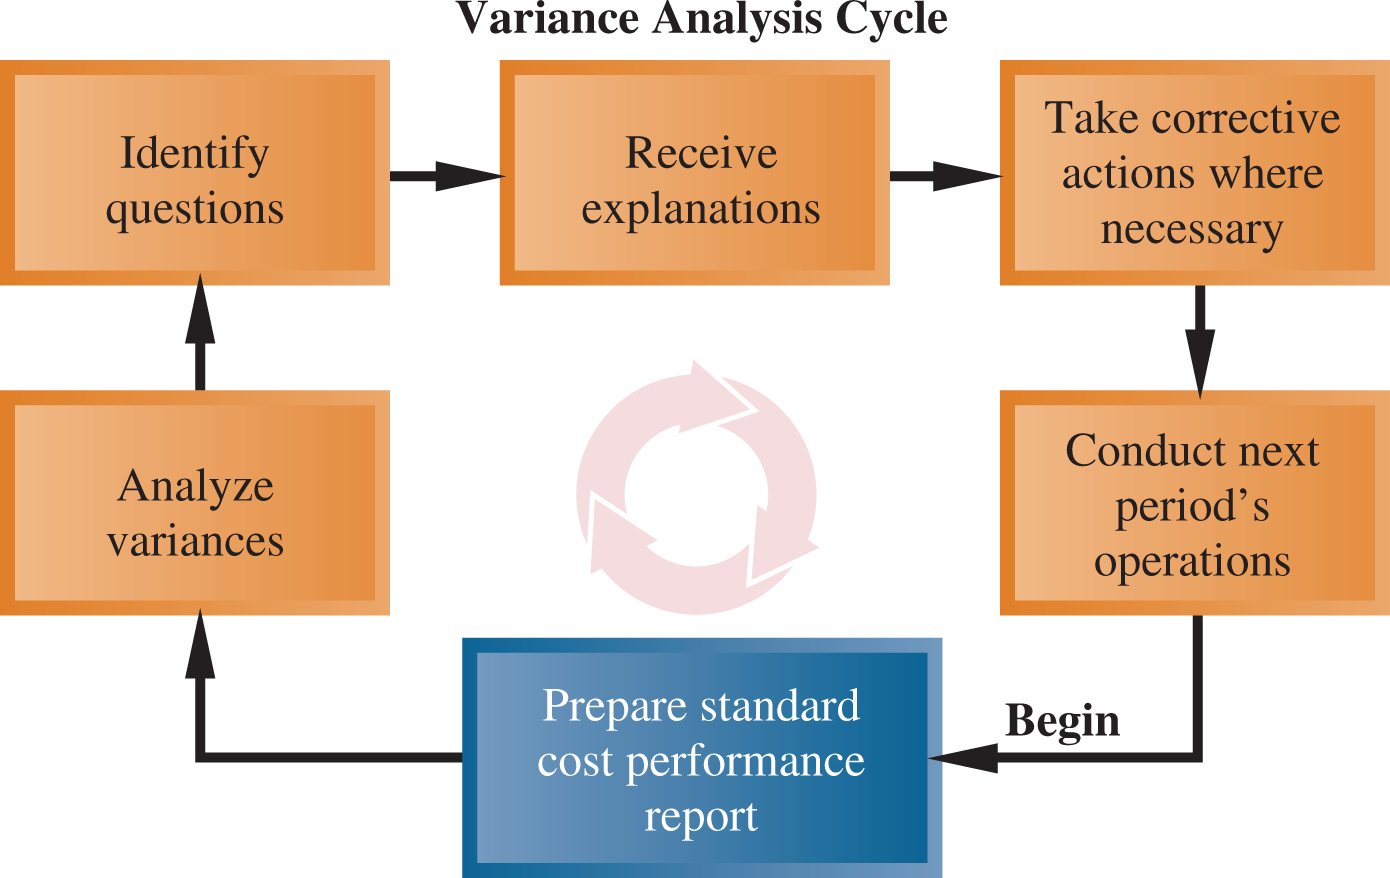 Variance Analysis Cycle
Identify
questions
Receive
explanations
Take corrective
actions where
necessary
Analyze
variances
Conduct next
period’s
operations
Prepare standard
cost performance
report
Begin